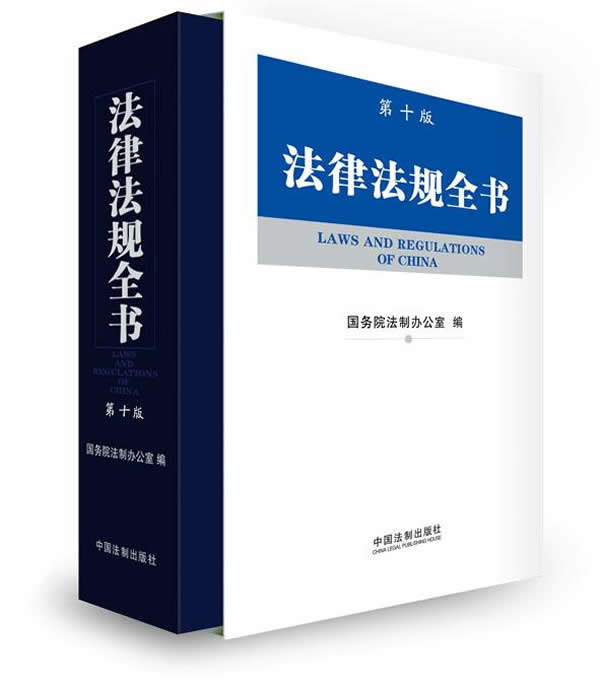 法律法规全书
LAWS
AND
REGULATIONS
OF
CHINA
第十版
国务院法制办公室 编
中国法制出版社
第十版
法律法规全书
LAWS AND REGULATIONS
OF CHINA
国务院法制办公室 编
中国法制出版社
CHINA LEGAL PUBLISHING HOUSE